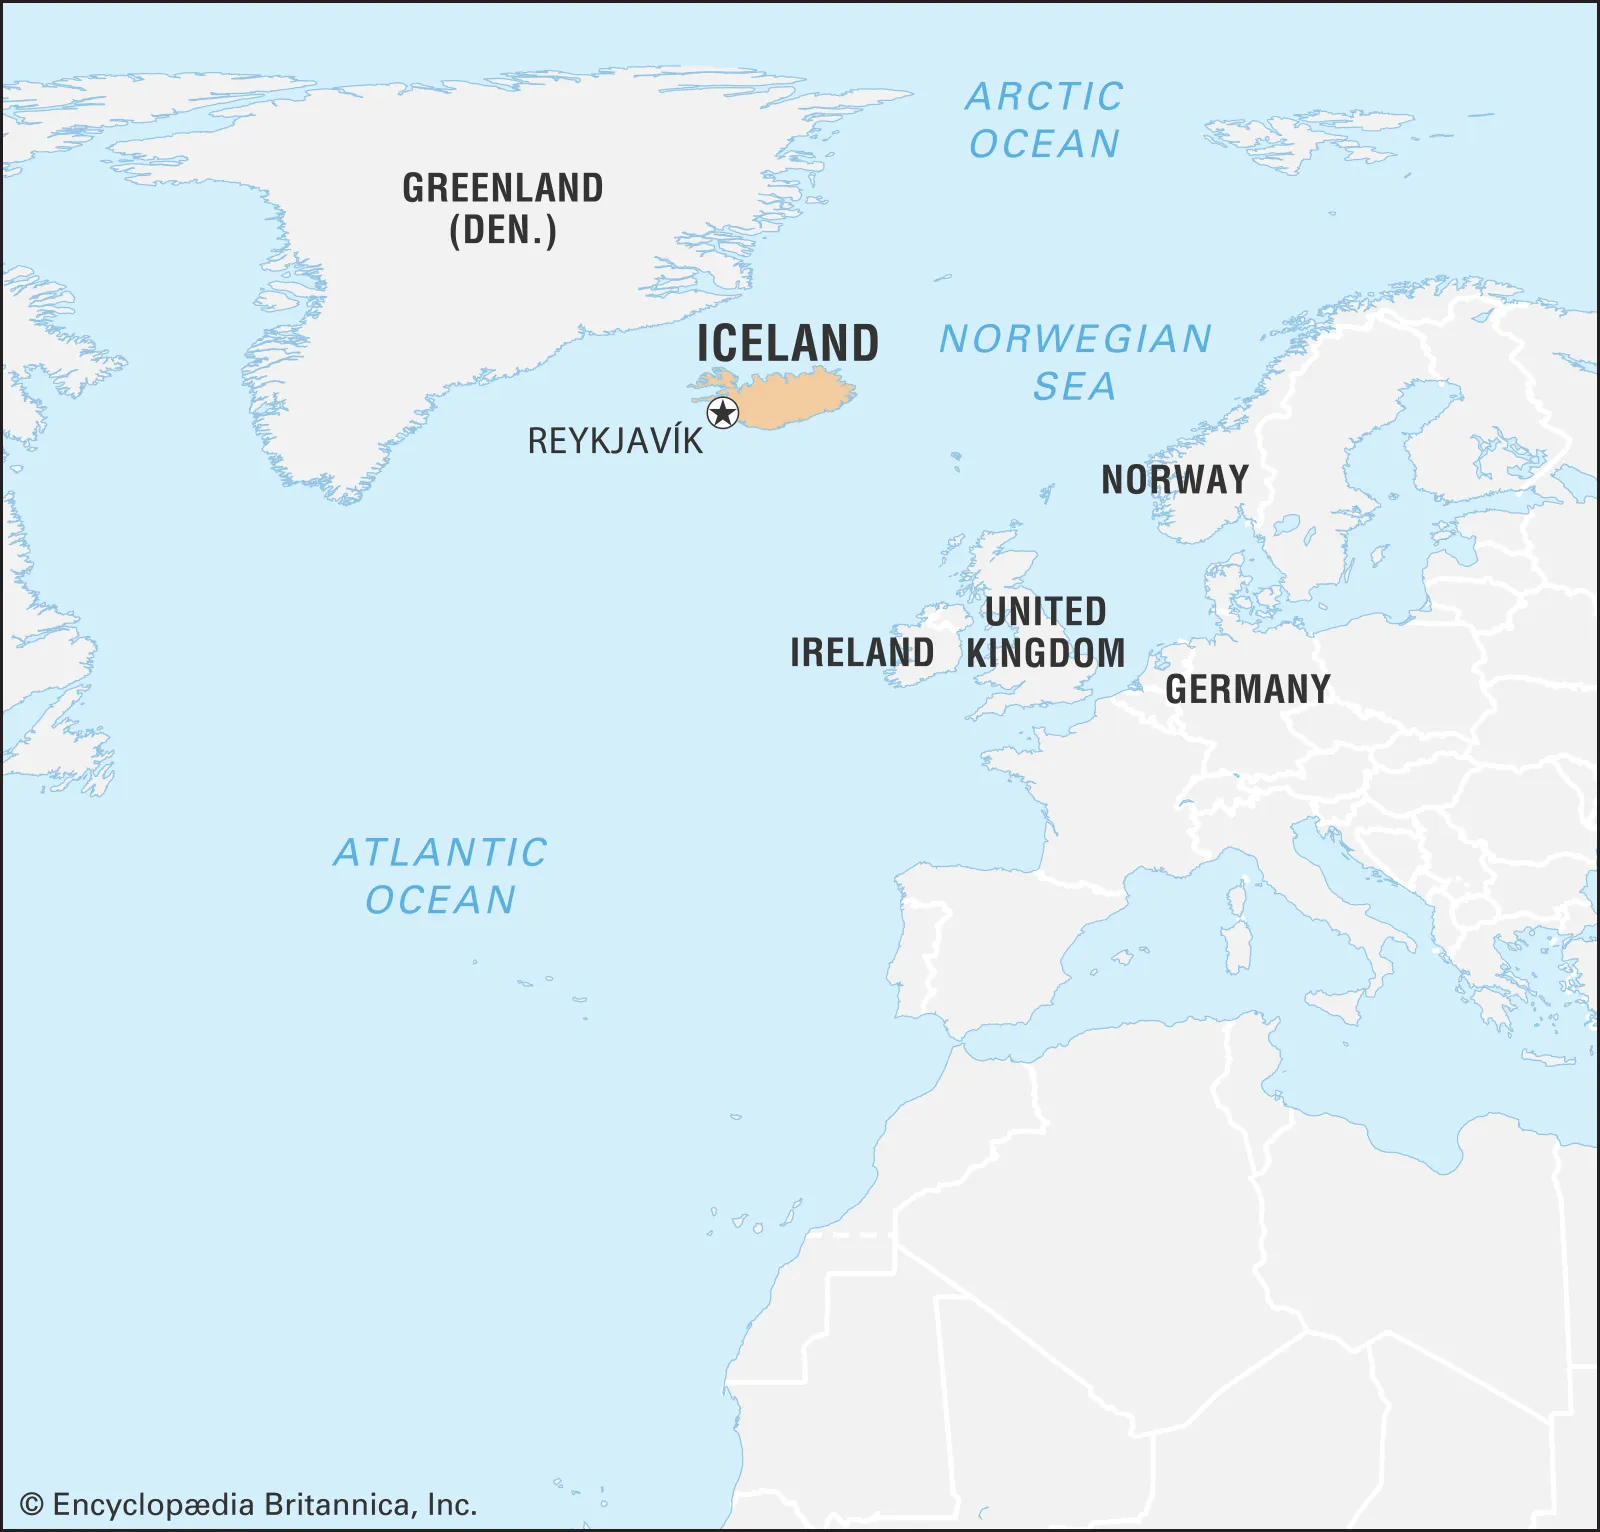 ARCTIC
OCEAN
GREENLAND
(DEN.)
ICELAND
NORWEGIAN
SEA
REYKJAVÍK
NORWAY
UNITED
KINGDOM
IRELAND
GERMANY
ATLANTIC
OCEAN
© Encyclopædia Britannica, Inc.